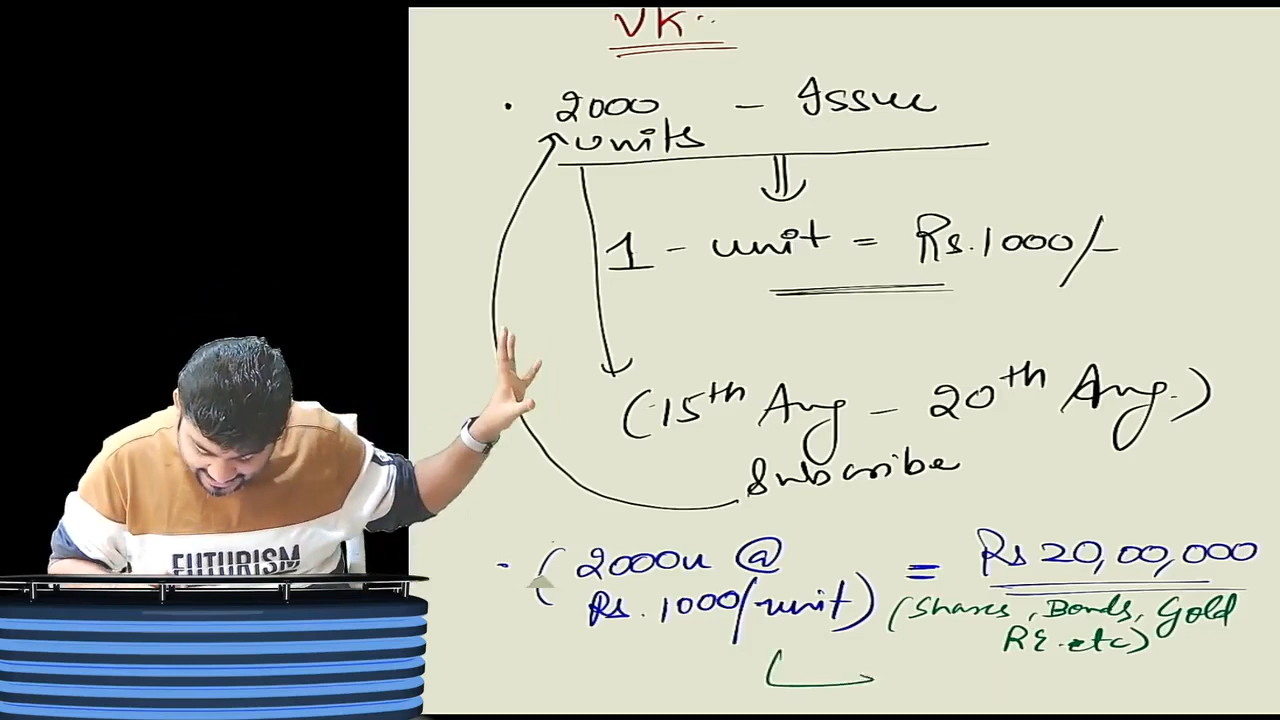 VK..
• 2000 – Issue
units
1 - unit = Rs.1000/-
(15th Aug – 20th Aug.)
Subscribe
• (2000u @ = Rs 20,00,000
Rs. 1000/unit) (Shares, Bonds, Gold
RE. etc)
FUTURISM